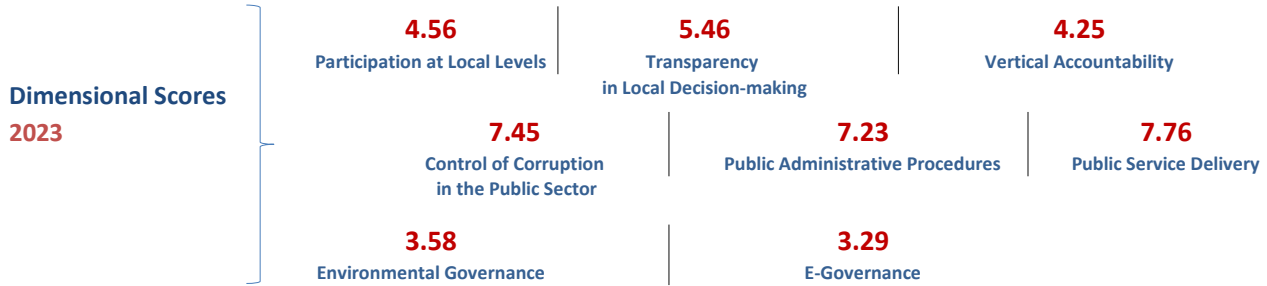 Dimensional Scores
2023
4.56
Participation at Local Levels
5.46
Transparency
in Local Decision-making
4.25
Vertical Accountability
7.45
Control of Corruption
in the Public Sector
7.23
Public Administrative Procedures
7.76
Public Service Delivery
3.58
Environmental Governance
3.29
E-Governance